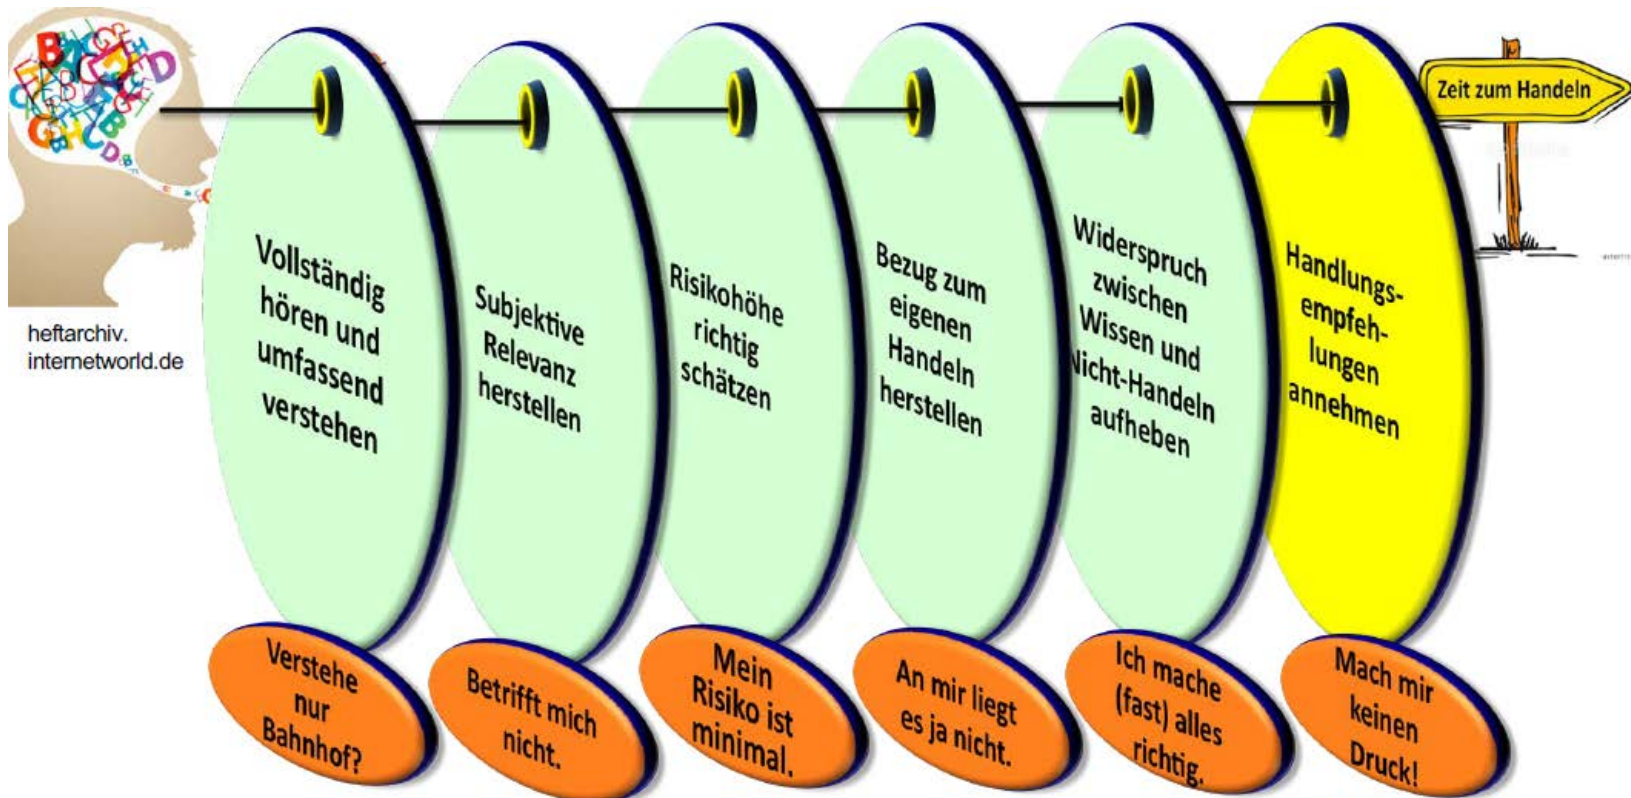 Zeit zum Handeln
heftarchiv.
internetworld.de
Vollständig
hören und
umfassend
verstehen
Subjektive
Relevanz
herstellen
Risikohöhe
richtig
schätzen
Bezug zum
eigenen
Handeln
herstellen
Widerspruch
zwischen
Wissen und
Nicht-Handeln
aufheben
Handlungs-
empfeh-
lungen
annehmen
Verstehe
nur
Bahnhof?
Betrifft mich
nicht.
Mein
Risiko ist
minimal.
An mir liegt
es ja nicht.
Ich mache
(fast) alles
richtig.
Mach mir
keinen
Druck!